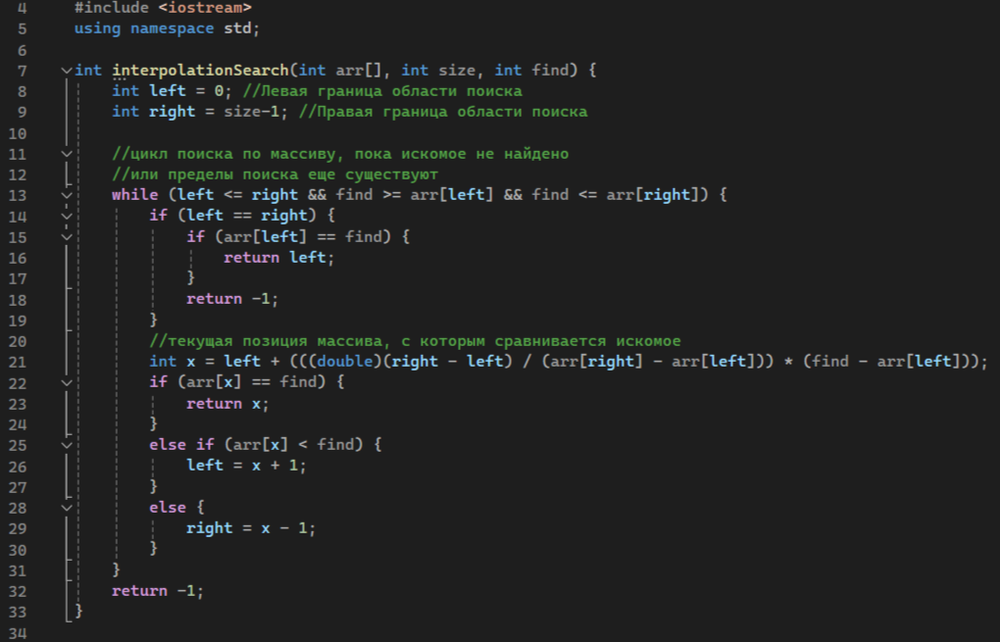 4 #include <iostream>
5 using namespace std;
6
7 int interpolationSearch(int arr[], int size, int find) {
8 int left = 0; //Левая граница области поиска
9 int right = size-1; //Правая граница области поиска
10
11 //цикл поиска по массиву, пока искомое не найдено
12 //или пределы поиска еще существуют
13 while (left <= right && find >= arr[left] && find <= arr[right]) {
14 if (left == right) {
15 if (arr[left] == find) {
16 return left;
17 }
18 return -1;
19 }
20 //текущая позиция массива, с которым сравнивается искомое
21 int x = left + (((double)(right - left) / (arr[right] - arr[left])) * (find - arr[left]));
22 if (arr[x] == find) {
23 return x;
24 }
25 else if (arr[x] < find) {
26 left = x + 1;
27 }
28 else {
29 right = x - 1;
30 }
31 }
32 return -1;
33 }
34